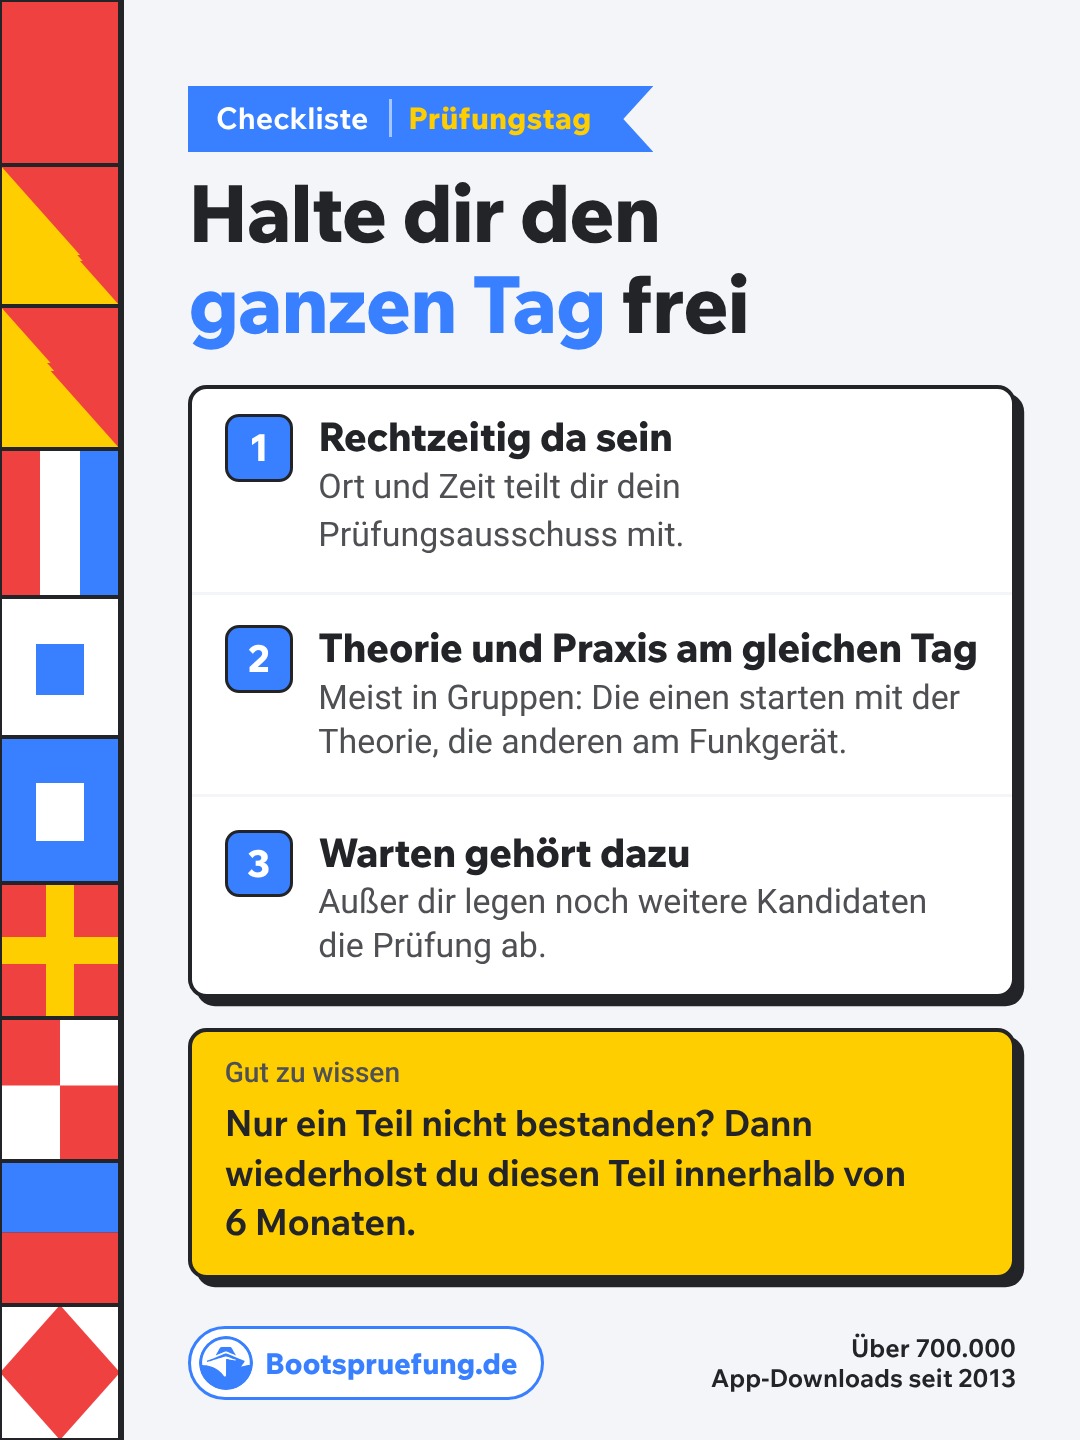 Checkliste | Prüfungstag
Halte dir den
ganzen Tag frei
1 Rechtzeitig da sein
Ort und Zeit teilt dir dein
Prüfungsausschuss mit.
2 Theorie und Praxis am gleichen Tag
Meist in Gruppen: Die einen starten mit der
Theorie, die anderen am Funkgerät.
3 Warten gehört dazu
Außer dir legen noch weitere Kandidaten
die Prüfung ab.
Gut zu wissen
Nur ein Teil nicht bestanden? Dann
wiederholst du diesen Teil innerhalb von
6 Monaten.
Bootspruefung.de
Über 700.000
App-Downloads seit 2013